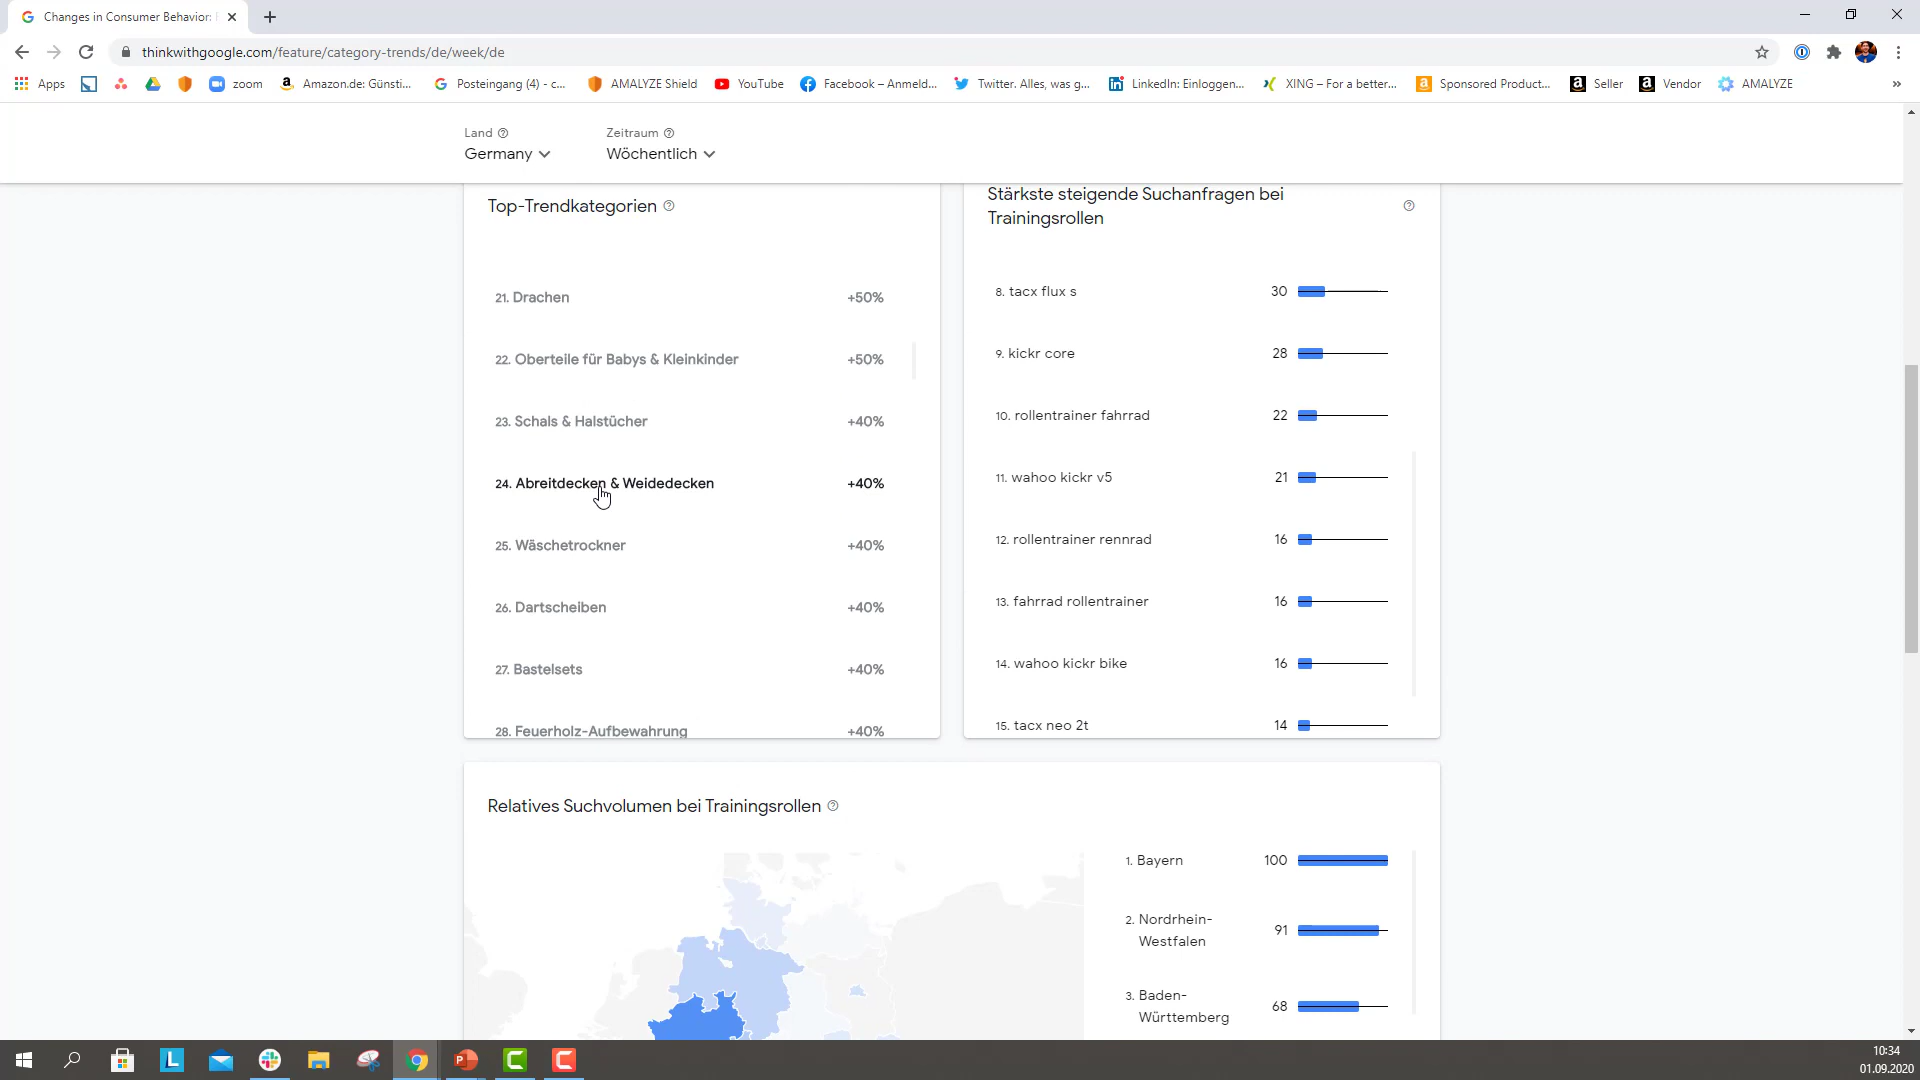 Changes in Consumer Behavior:
thinkwithgoogle.com/feature/category-trends/de/week/de
Apps zoom Amazon.de: Günsti... Posteingang (4) - c... AMALYZE Shield YouTube Facebook – Anmeld... Twitter. Alles, was g... LinkedIn: Einloggen... XING – For a better... Sponsored Product... Seller Vendor AMALYZE »
Land
Germany
Zeitraum
Wöchentlich
Top-Trendkategorien
21. Drachen +50%
22. Oberteile für Babys & Kleinkinder +50%
23. Schals & Halstücher +40%
24. Abreitdecken & Weidedecken +40%
25. Wäschetrockner +40%
26. Dartscheiben +40%
27. Bastelsets +40%
28. Feuerholz-Aufbewahrung +40%
Stärkste steigende Suchanfragen bei
Trainingsrollen
8. tacx flux s 30
9. kickr core 28
10. rollentrainer fahrrad 22
11. wahoo kickr v5 21
12. rollentrainer rennrad 16
13. fahrrad rollentrainer 16
14. wahoo kickr bike 16
15. tacx neo 2t 14
Relatives Suchvolumen bei Trainingsrollen
1. Bayern 100
2. Nordrhein-
Westfalen 91
3. Baden-
Württemberg 68
10:34
01.09.2020